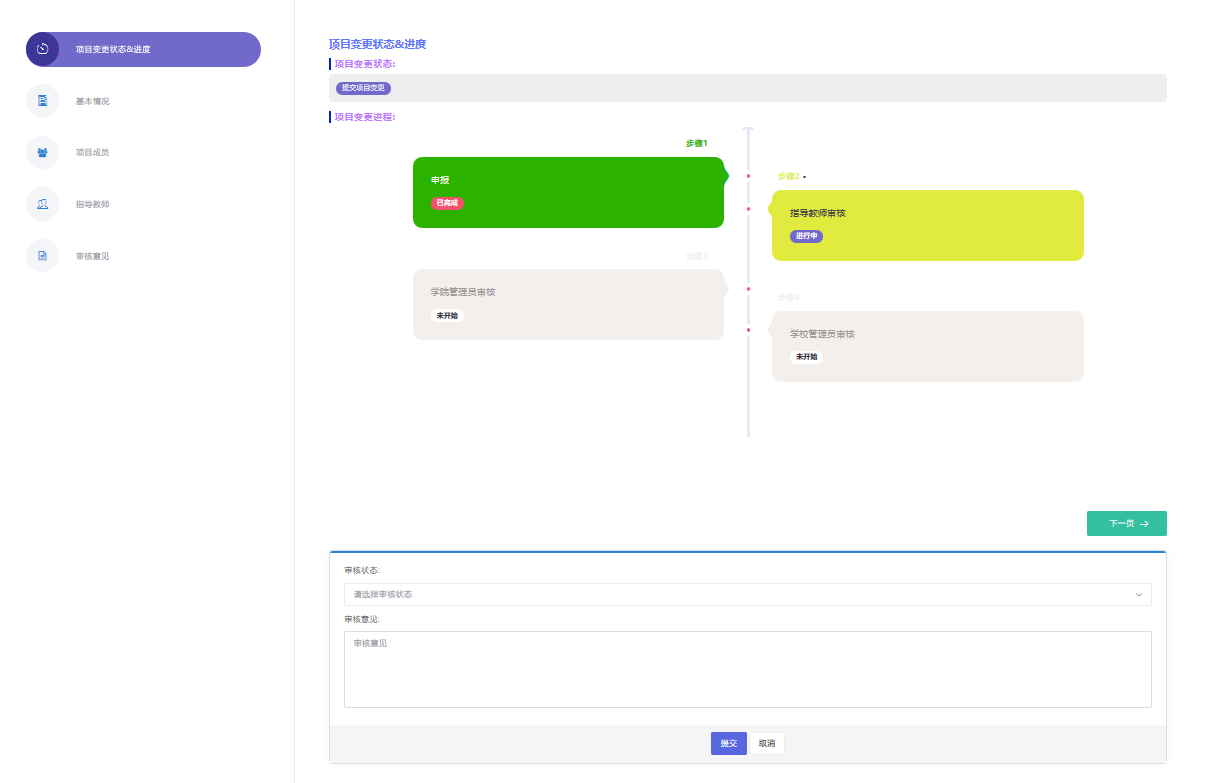 项目变更状态&进度
基本情况
项目成员
指导教师
审核意见
项目变更状态&进度
项目变更状态:
提交项目变更
项目变更进程:
步骤1
申报
已完成
步骤2
指导教师审核
进行中
步骤3
学院管理员审核
未开始
步骤4
学校管理员审核
未开始
下一页
审核状态:
请选择审核状态
审核意见:
审核意见
提交
取消